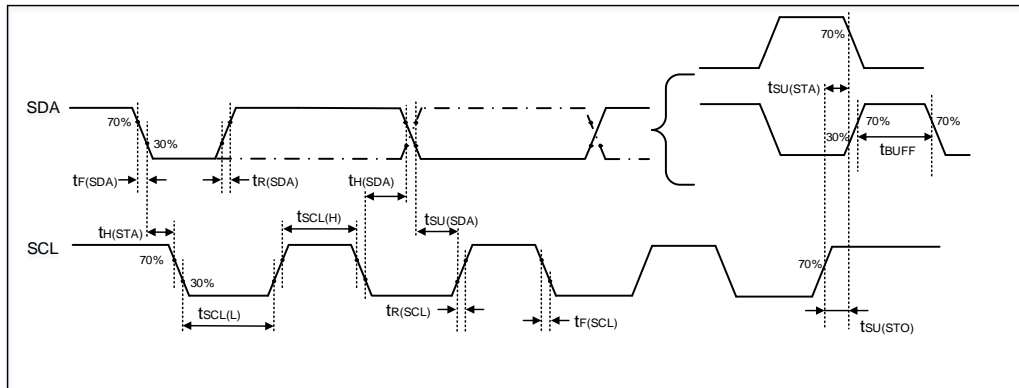 70%
tSU(STA)
SDA
70%
30%
30%
70%
70%
tBUFF
tF(SDA)
tR(SDA)
tH(SDA)
tSCL(H)
tSU(SDA)
tH(STA)
SCL
70%
30%
70%
tSCL(L)
tR(SCL)
tF(SCL)
tSU(STO)